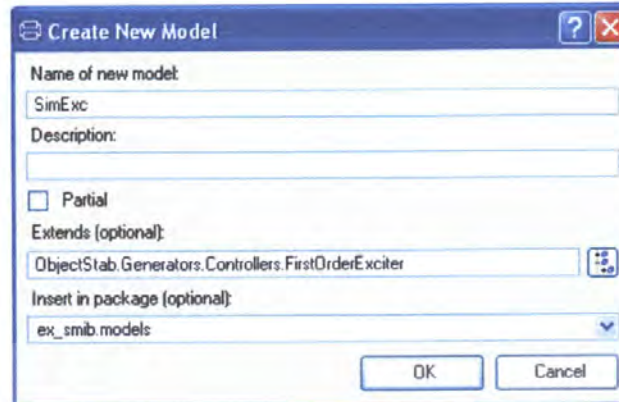 Create New Model
Name of new model:
SimExc
Description:
Partial
Extends (optional):
ObjectStab.Generators.Controllers.FirstOrderExciter
Insert in package (optional):
ex_smib.models
OK Cancel